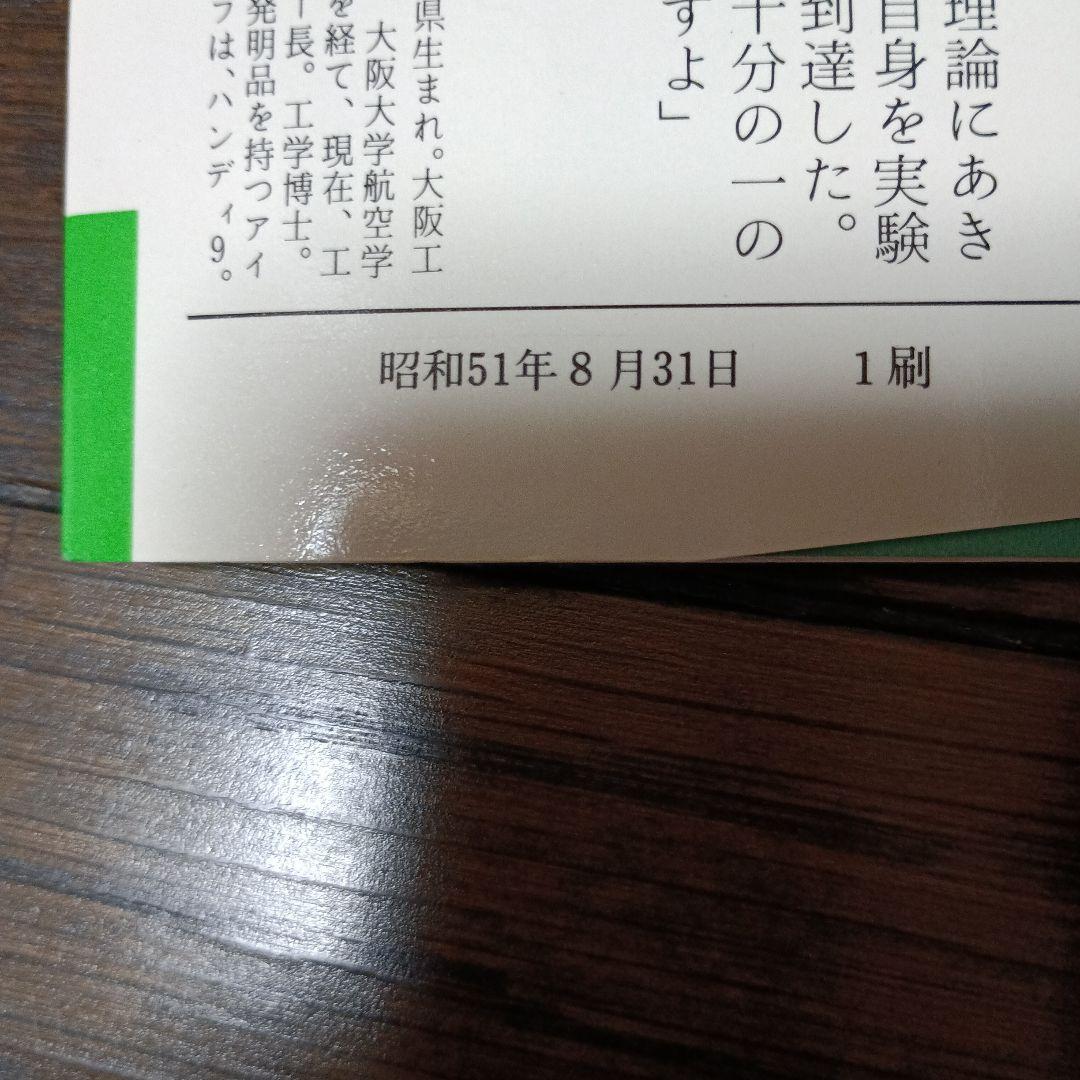 理論にあき
自身を実験
到達した。
十分の一の
すよ」
県生まれ。大阪工
大阪大学航空学
を経て、現在、工
ー長。工学博士。
発明品を持つアイ
フは、ハンディ9。
昭和51年8月31日 1刷